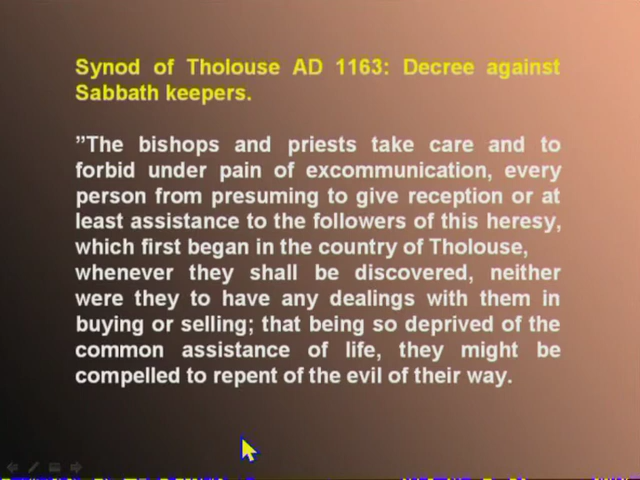 Synod of Tholouse AD 1163: Decree against
Sabbath keepers.
”The bishops and priests take care and to
forbid under pain of excommunication, every
person from presuming to give reception or at
least assistance to the followers of this heresy,
which first began in the country of Tholouse,
whenever they shall be discovered, neither
were they to have any dealings with them in
buying or selling; that being so deprived of the
common assistance of life, they might be
compelled to repent of the evil of their way.